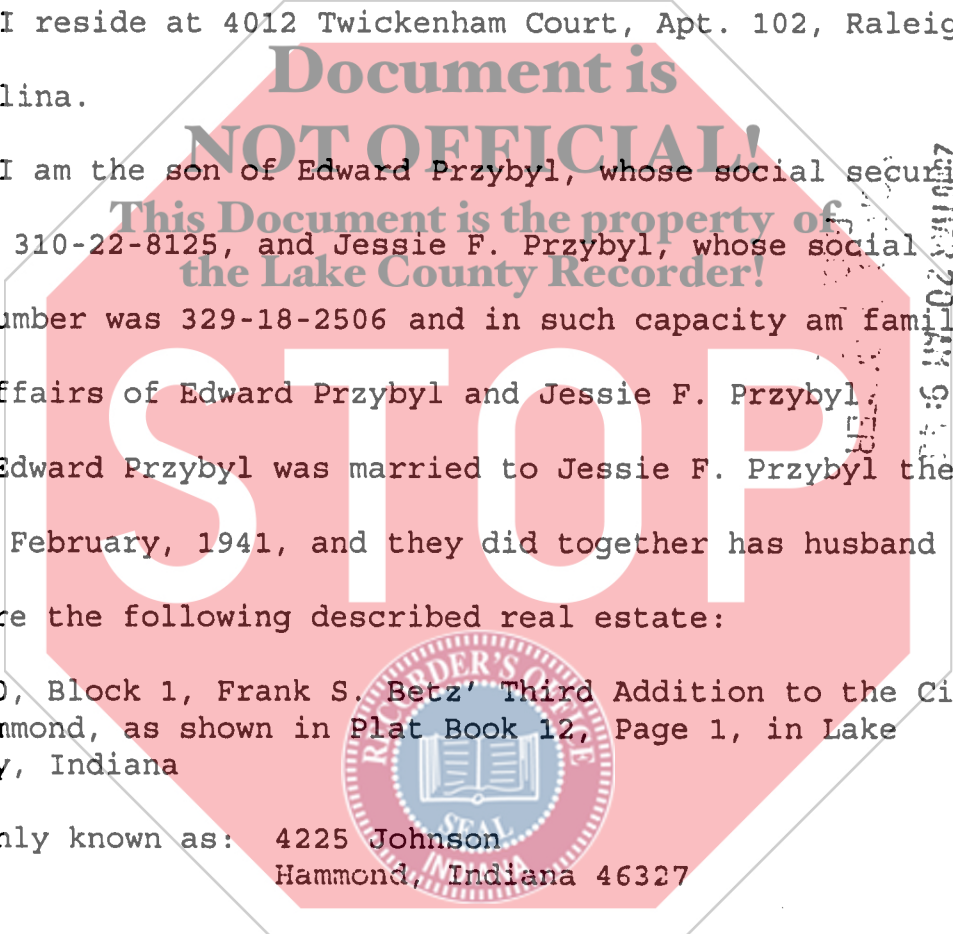 I reside at 4012 Twickenham Court, Apt. 102, Raleig
Document is
lina.
NOT OFFICIAL!
I am the son of Edward Przybyl, whose social securi
This Document is the property of
310-22-8125, and Jessie F. Przybyl, whose social
the Lake County Recorder!
umber was 329-18-2506 and in such capacity am famil
ffairs of Edward Przybyl and Jessie F. Przybyl.
STOP
Edward Przybyl was married to Jessie F. Przybyl the
February, 1941, and they did together has husband
re the following described real estate:
0, Block 1, Frank S. Betz' Third Addition to the Ci
mmond, as shown in Plat Book 12, Page 1, in Lake
y, Indiana
nly known as: 4225 Johnson
Hammond, Indiana 46327
RECORDER'S OFFICE
SEAL
INDIANA